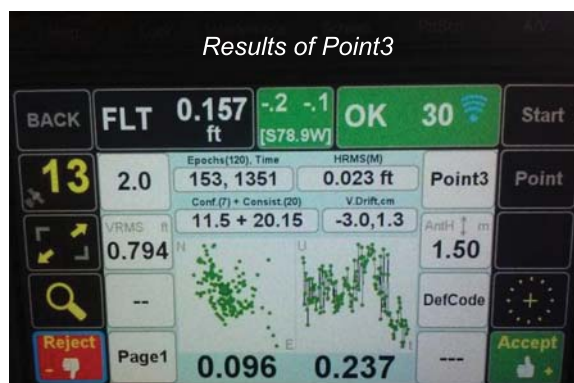 Results of Point3
BACK
FLT
0.157
ft
-.2 -.1
[S78.9W]
OK
30
Start
13
2.0
Epochs(120), Time
153, 1351
HRMS(M)
0.023 ft
Point3
Point
Conf.(7) + Consist.(20)
11.5 + 20.15
V.Drift,cm
-3.0,1.3
VRMS ft
0.794
AntH m
1.50
N
U
--
DefCode
E
t
Reject
-
Page1
0.096
0.237
---
Accept
+